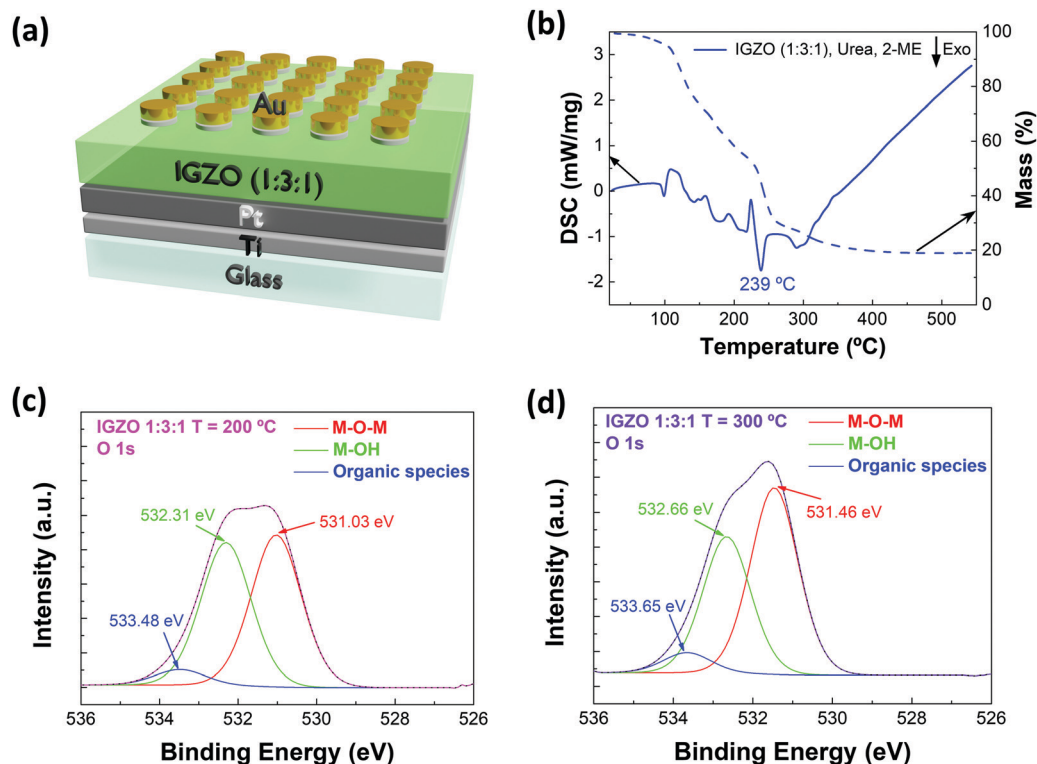 (a)
Au
IGZO (1:3:1)
Pt
Ti
Glass
(b)
IGZO (1:3:1), Urea, 2-ME
Exo
239 ºC
DSC (mW/mg)
3
2
1
0
-1
-2
Mass (%)
100
80
60
40
20
0
100 200 300 400 500
Temperature (ºC)
(c)
IGZO 1:3:1 T = 200 ºC
O 1s
M-O-M
M-OH
Organic species
532.31 eV
531.03 eV
533.48 eV
Intensity (a.u.)
536 534 532 530 528 526
Binding Energy (eV)
(d)
IGZO 1:3:1 T = 300 ºC
O 1s
M-O-M
M-OH
Organic species
532.66 eV
531.46 eV
533.65 eV
Intensity (a.u.)
536 534 532 530 528 526
Binding Energy (eV)